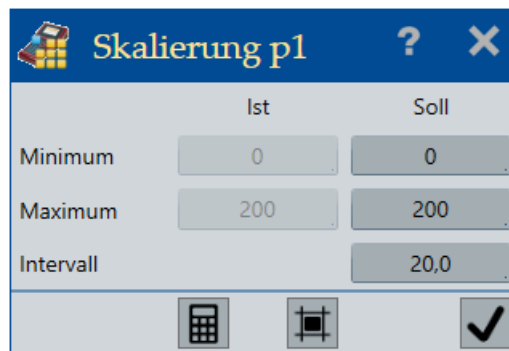 Skalierung p1 ? ×
Ist Soll
Minimum 0 0
Maximum 200 200
Intervall 20,0